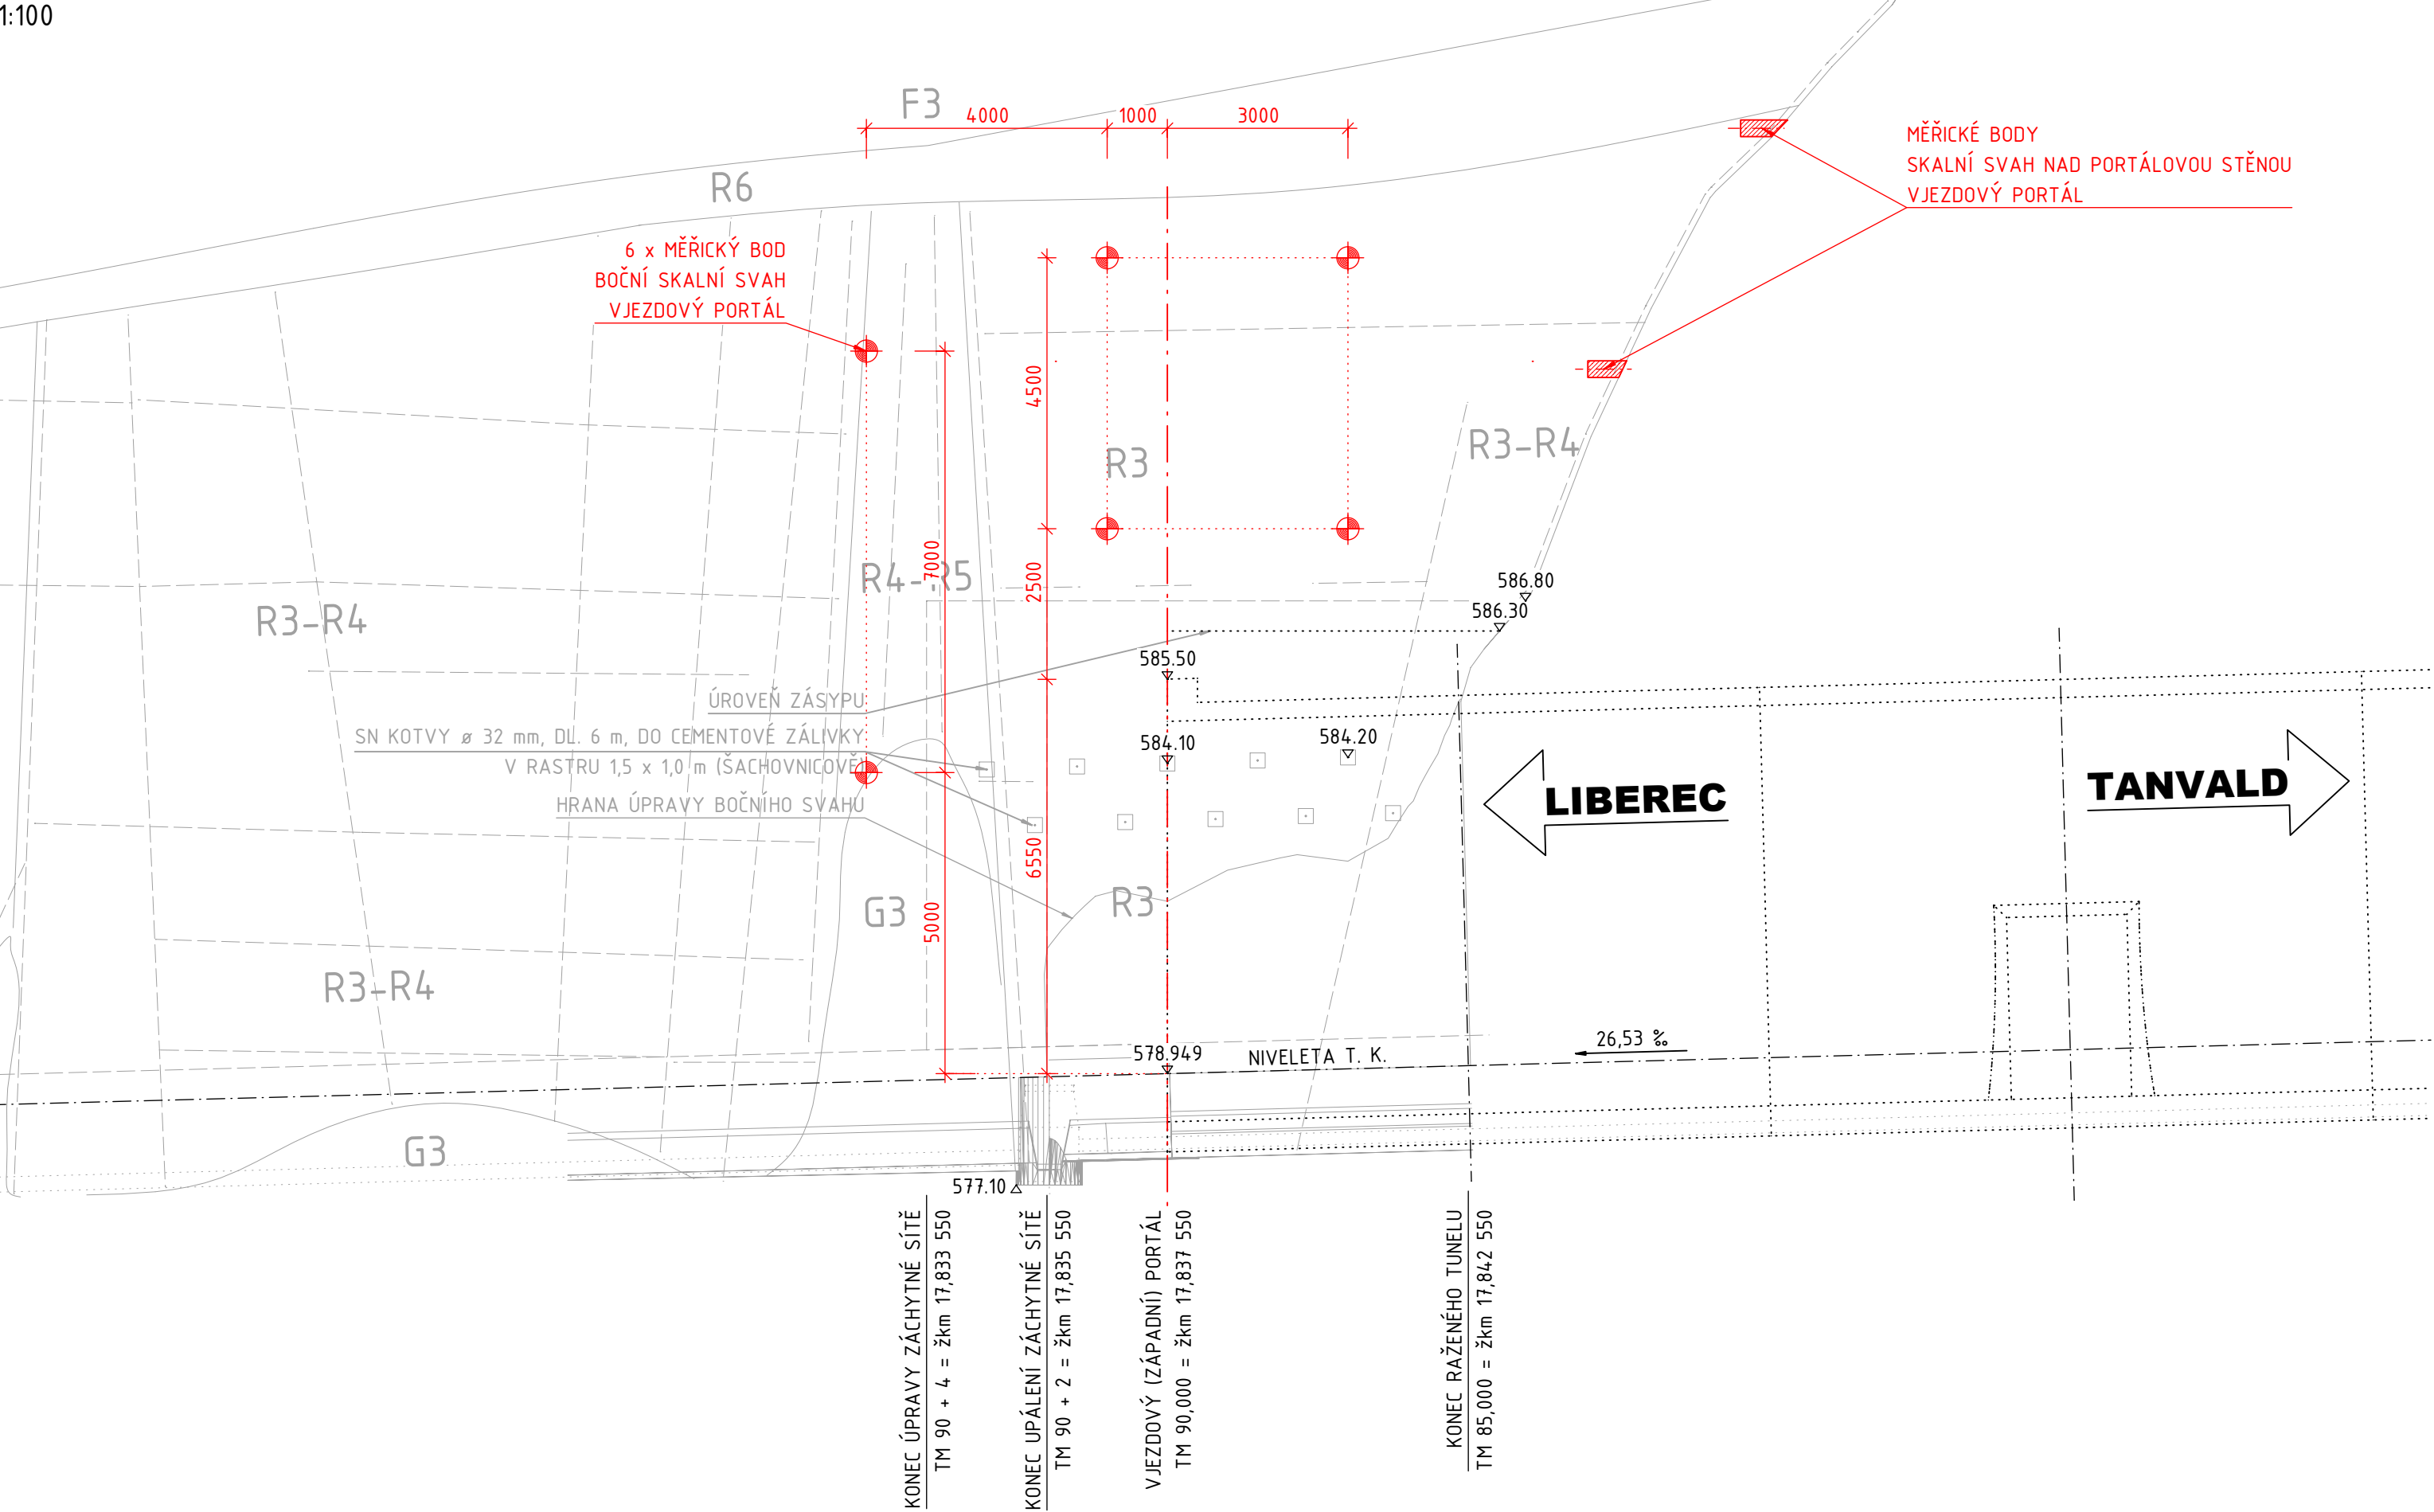 1:100
F3
4000
1000
3000
MĚŘICKÉ BODY
SKALNÍ SVAH NAD PORTÁLOVOU STĚNOU
VJEZDOVÝ PORTÁL
R6
6 x MĚŘICKÝ BOD
BOČNÍ SKALNÍ SVAH
VJEZDOVÝ PORTÁL
4500
R3
R3-R4
7000
2500
R4-R5
586.80
586.30
R3-R4
585.50
ÚROVEŇ ZÁSYPU
SN KOTVY ø 32 mm, DL. 6 m, DO CEMENTOVÉ ZÁLIVKY
V RASTRU 1,5 x 1,0 m (ŠACHOVNICOVĚ)
584.10
584.20
HRANA ÚPRAVY BOČNÍHO SVAHU
LIBEREC
TANVALD
6550
5000
G3
R3
R3-R4
578.949
NIVELETA T. K.
26,53 ‰
G3
577.10
KONEC ÚPRAVY ZÁCHYTNÉ SÍTĚ
TM 90 + 4 = žkm 17,833 550
KONEC UPÁLENÍ ZÁCHYTNÉ SÍTĚ
TM 90 + 2 = žkm 17,835 550
VJEZDOVÝ (ZÁPADNÍ) PORTÁL
TM 90,000 = žkm 17,837 550
KONEC RAŽENÉHO TUNELU
TM 85,000 = žkm 17,842 550